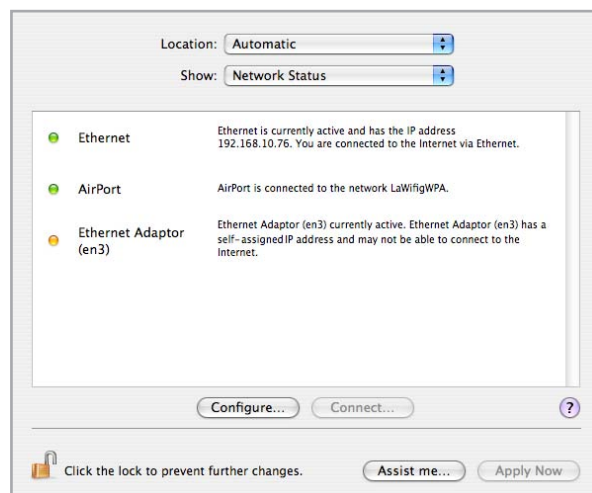 Location: Automatic
Show: Network Status
Ethernet
Ethernet is currently active and has the IP address
192.168.10.76. You are connected to the Internet via Ethernet.
AirPort
AirPort is connected to the network LaWifigWPA.
Ethernet Adaptor
(en3)
Ethernet Adaptor (en3) currently active. Ethernet Adaptor (en3) has a
self-assigned IP address and may not be able to connect to the
Internet.
Configure...
Connect...
?
Click the lock to prevent further changes.
Assist me...
Apply Now